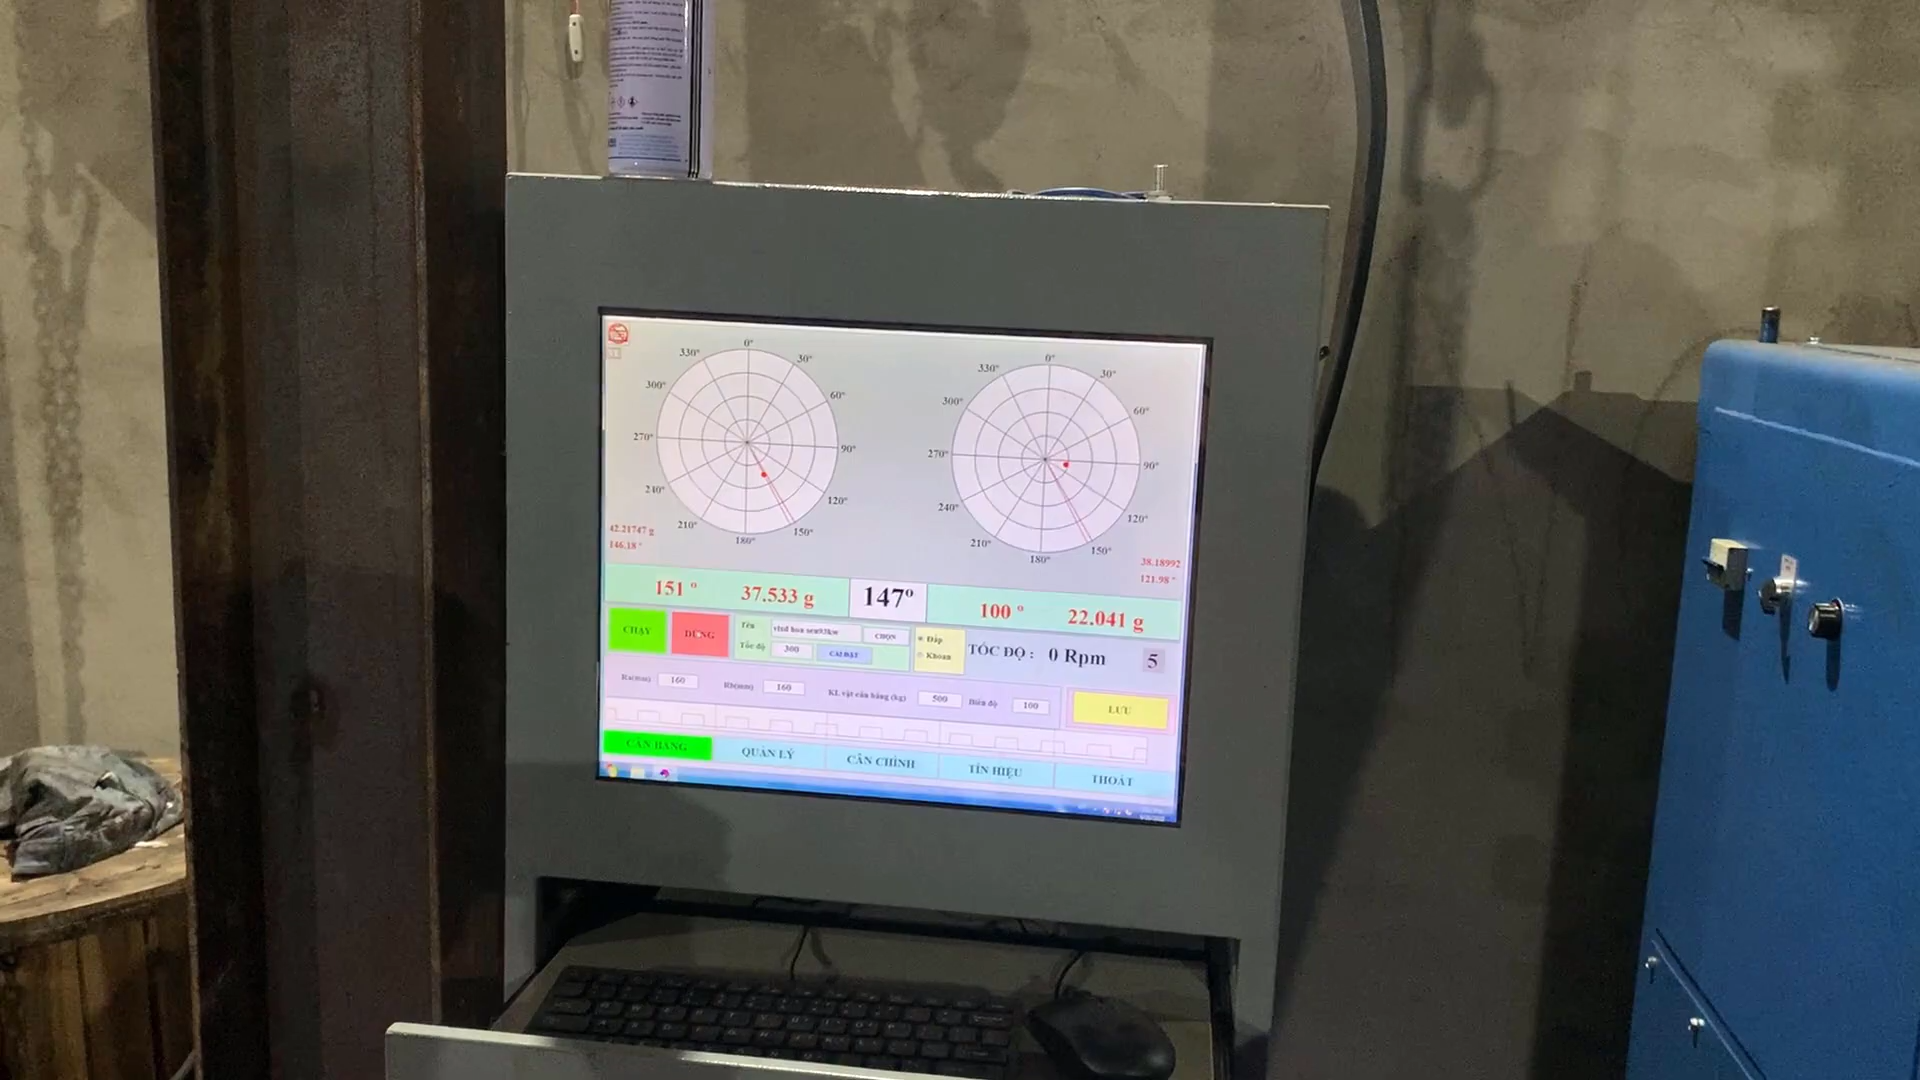 0°
330°
30°
300°
60°
270°
90°
240°
120°
210°
150°
180°
42.21747 g
146.18 °
0°
330°
30°
300°
60°
270°
90°
240°
120°
210°
150°
180°
38.18992
121.98 °
151 °
37.533 g
147°
100 °
22.041 g
CHẠY
DỪNG
Tên
CHỌN
Tốc độ
300
CÀI ĐẶT
Đắp
Khoan
TỐC ĐỘ :
0 Rpm
5
Ra(mm)
160
Rb(mm)
160
KL vật cân bằng (kg)
500
Biên độ
100
LƯU
CÂN BẰNG
QUẢN LÝ
CÂN CHỈNH
TÍN HIỆU
THOÁT